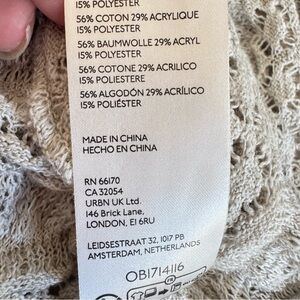 15% POLYESTER
56% COTON 29% ACRYLIQUE
15% POLYESTER
56% BAUMWOLLE 29% ACRYL
15% POLYESTER
56% COTONE 29% ACRILICO
15% POLIESTERE
56% ALGODÓN 29% ACRÍLICO
15% POLIÉSTER
MADE IN CHINA
HECHO EN CHINA
RN 66170
CA 32054
URBN UK Ltd.
146 Brick Lane,
LONDON, E1 6RU
LEIDSESTRAAT 32, 1017 PB
AMSTERDAM, NETHERLANDS
OB1714116